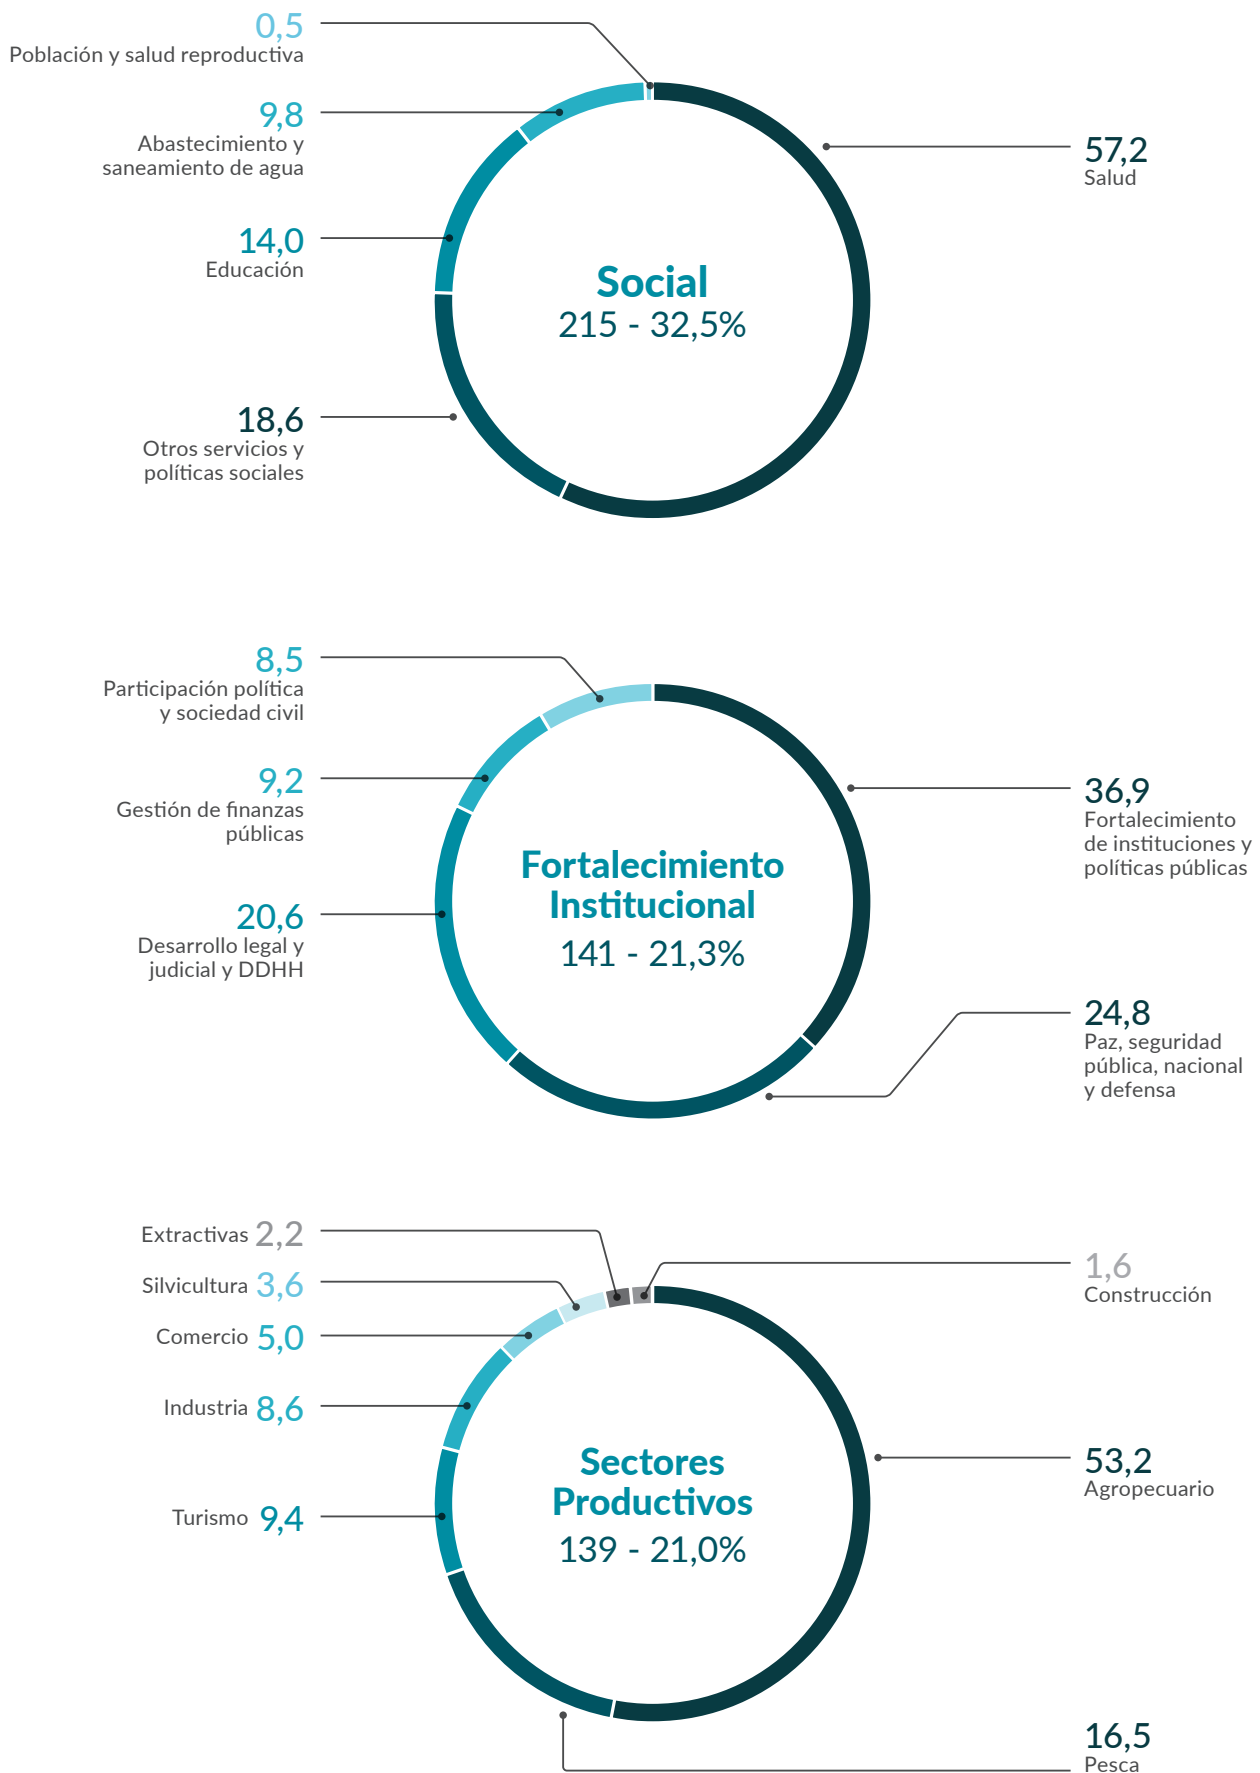 0,5
Población y salud reproductiva
9,8
Abastecimiento y
saneamiento de agua
14,0
Educación
18,6
Otros servicios y
políticas sociales
57,2
Salud
Social
215 - 32,5%
8,5
Participación política
y sociedad civil
9,2
Gestión de finanzas
públicas
20,6
Desarrollo legal y
judicial y DDHH
Fortalecimiento
Institucional
141 - 21,3%
36,9
Fortalecimiento
de instituciones y
políticas públicas
24,8
Paz, seguridad
pública, nacional
y defensa
Extractivas 2,2
Silvicultura 3,6
Comercio 5,0
Industria 8,6
Turismo 9,4
Sectores
Productivos
139 - 21,0%
1,6
Construcción
53,2
Agropecuario
16,5
Pesca